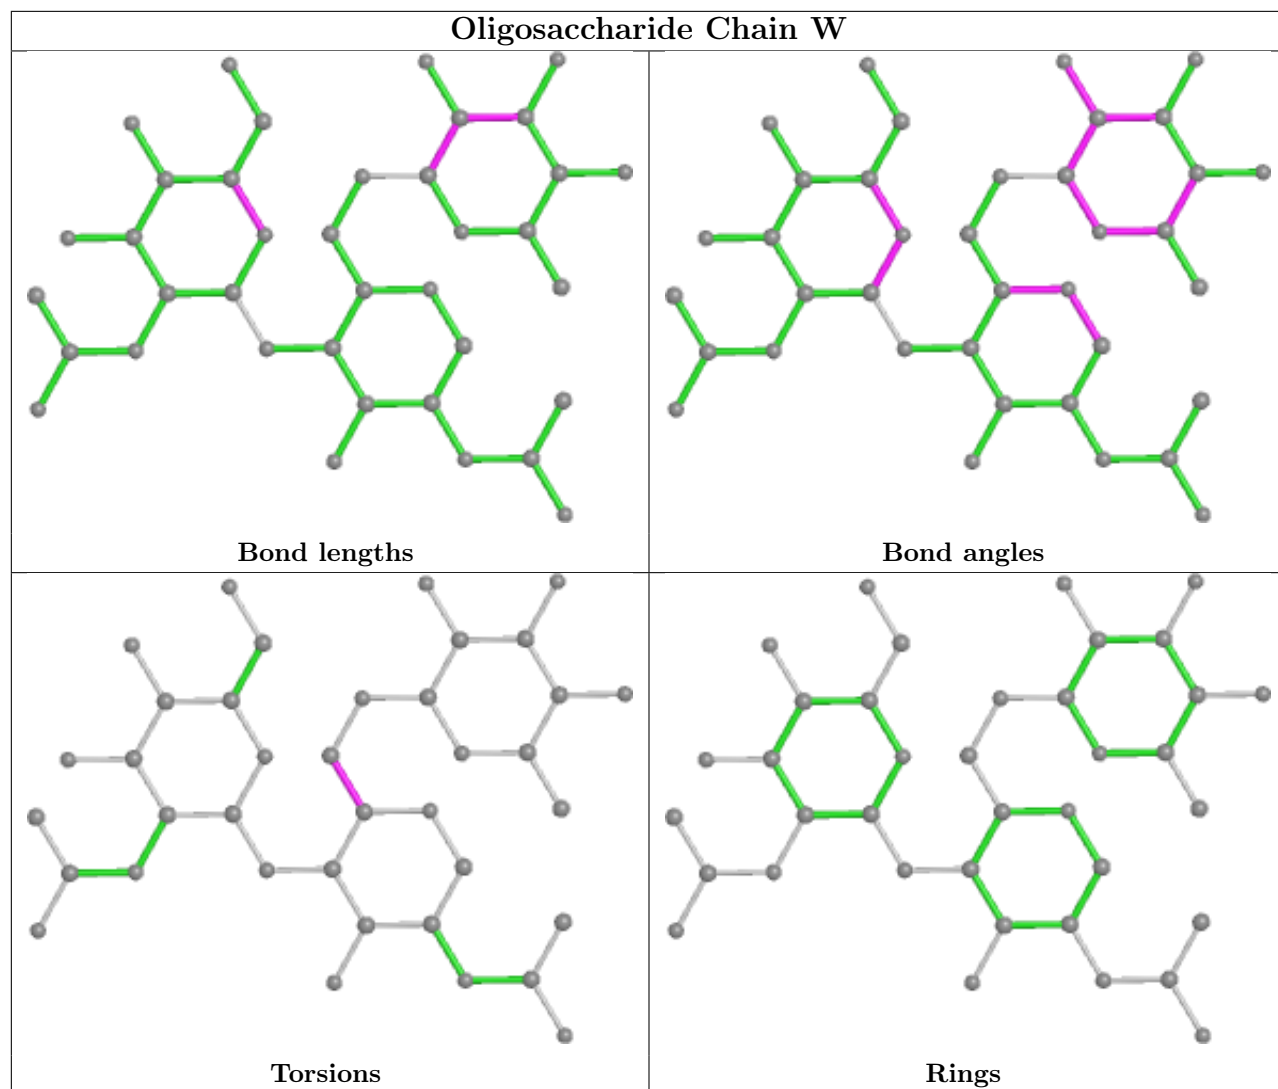 Oligosaccharide Chain W
Bond lengths
Bond angles
Torsions
Rings